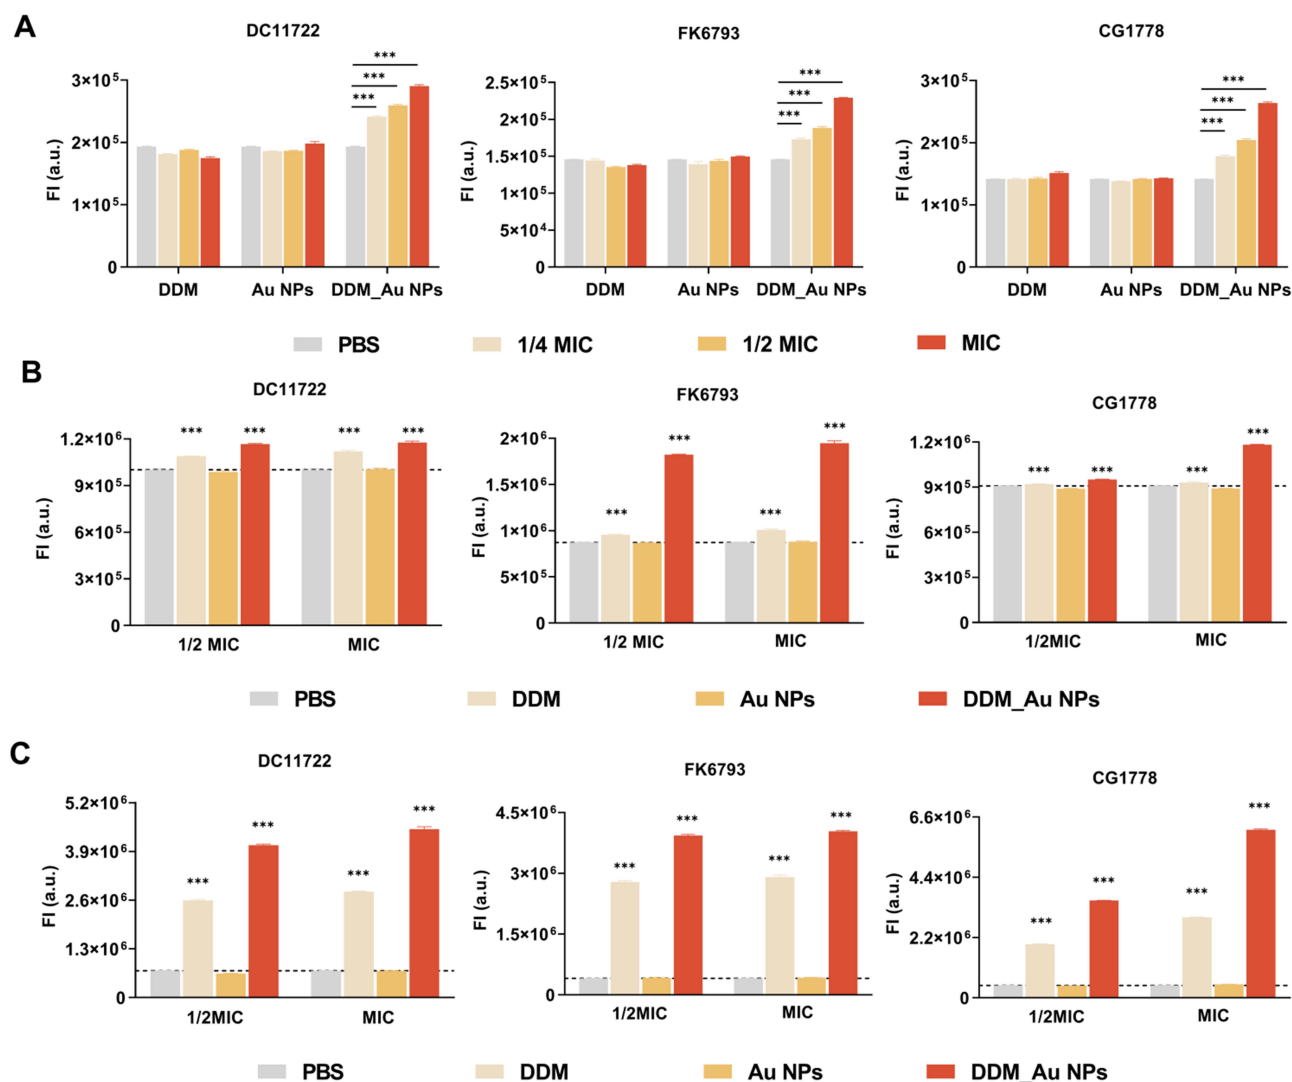 A
DC11722
FK6793
CG1778
*** *** ***
*** *** ***
*** *** ***
FI (a.u.)
3×10⁵
2×10⁵
1×10⁵
0
DDM Au NPs DDM_Au NPs
FI (a.u.)
2.5×10⁵
2×10⁵
1.5×10⁵
1×10⁵
5×10⁴
0
DDM Au NPs DDM_Au NPs
FI (a.u.)
3×10⁵
2×10⁵
1×10⁵
0
DDM Au NPs DDM_Au NPs
PBS 1/4 MIC 1/2 MIC MIC
B
DC11722
FI (a.u.)
1.2×10⁶
9×10⁵
6×10⁵
3×10⁵
0
*** *** *** ***
1/2 MIC MIC
FK6793
FI (a.u.)
2×10⁶
1.5×10⁶
1×10⁶
5×10⁵
0
*** *** *** ***
1/2 MIC MIC
CG1778
FI (a.u.)
1.2×10⁶
9×10⁵
6×10⁵
3×10⁵
0
*** *** *** ***
1/2MIC MIC
PBS DDM Au NPs DDM_Au NPs
C
DC11722
FI (a.u.)
5.2×10⁶
3.9×10⁶
2.6×10⁶
1.3×10⁶
0
*** *** *** ***
1/2MIC MIC
FK6793
FI (a.u.)
4.5×10⁶
3×10⁶
1.5×10⁶
0
*** *** *** ***
1/2MIC MIC
CG1778
FI (a.u.)
6.6×10⁶
4.4×10⁶
2.2×10⁶
0
*** *** *** ***
1/2MIC MIC
PBS DDM Au NPs DDM_Au NPs